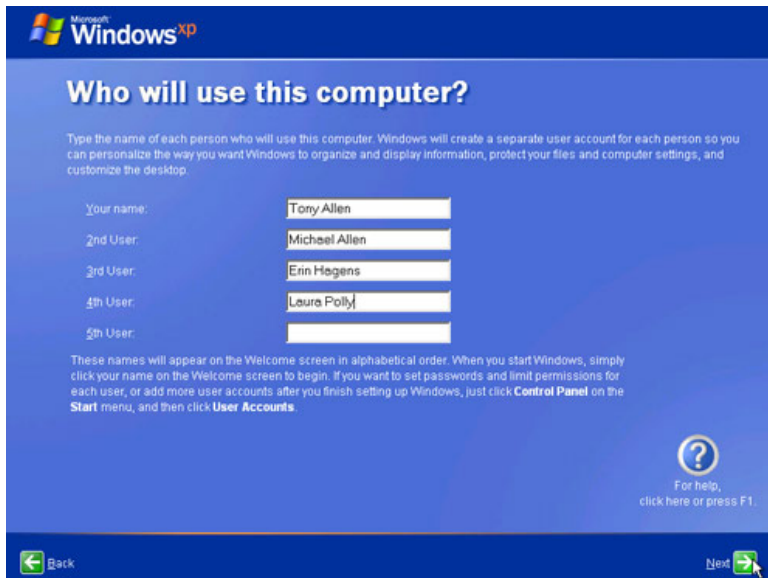 Microsoft
Windows xp
Who will use this computer?
Type the name of each person who will use this computer. Windows will create a separate user account for each person so you
can personalize the way you want Windows to organize and display information, protect your files and computer settings, and
customize the desktop.
Your name: Tony Allen
2nd User: Michael Allen
3rd User: Erin Hagens
4th User: Laura Polly
5th User:
These names will appear on the Welcome screen in alphabetical order. When you start Windows, simply
click your name on the Welcome screen to begin. If you want to set passwords and limit permissions for
each user, or add more user accounts after you finish setting up Windows, just click Control Panel on the
Start menu, and then click User Accounts.
?
For help,
click here or press F1.
Back Next